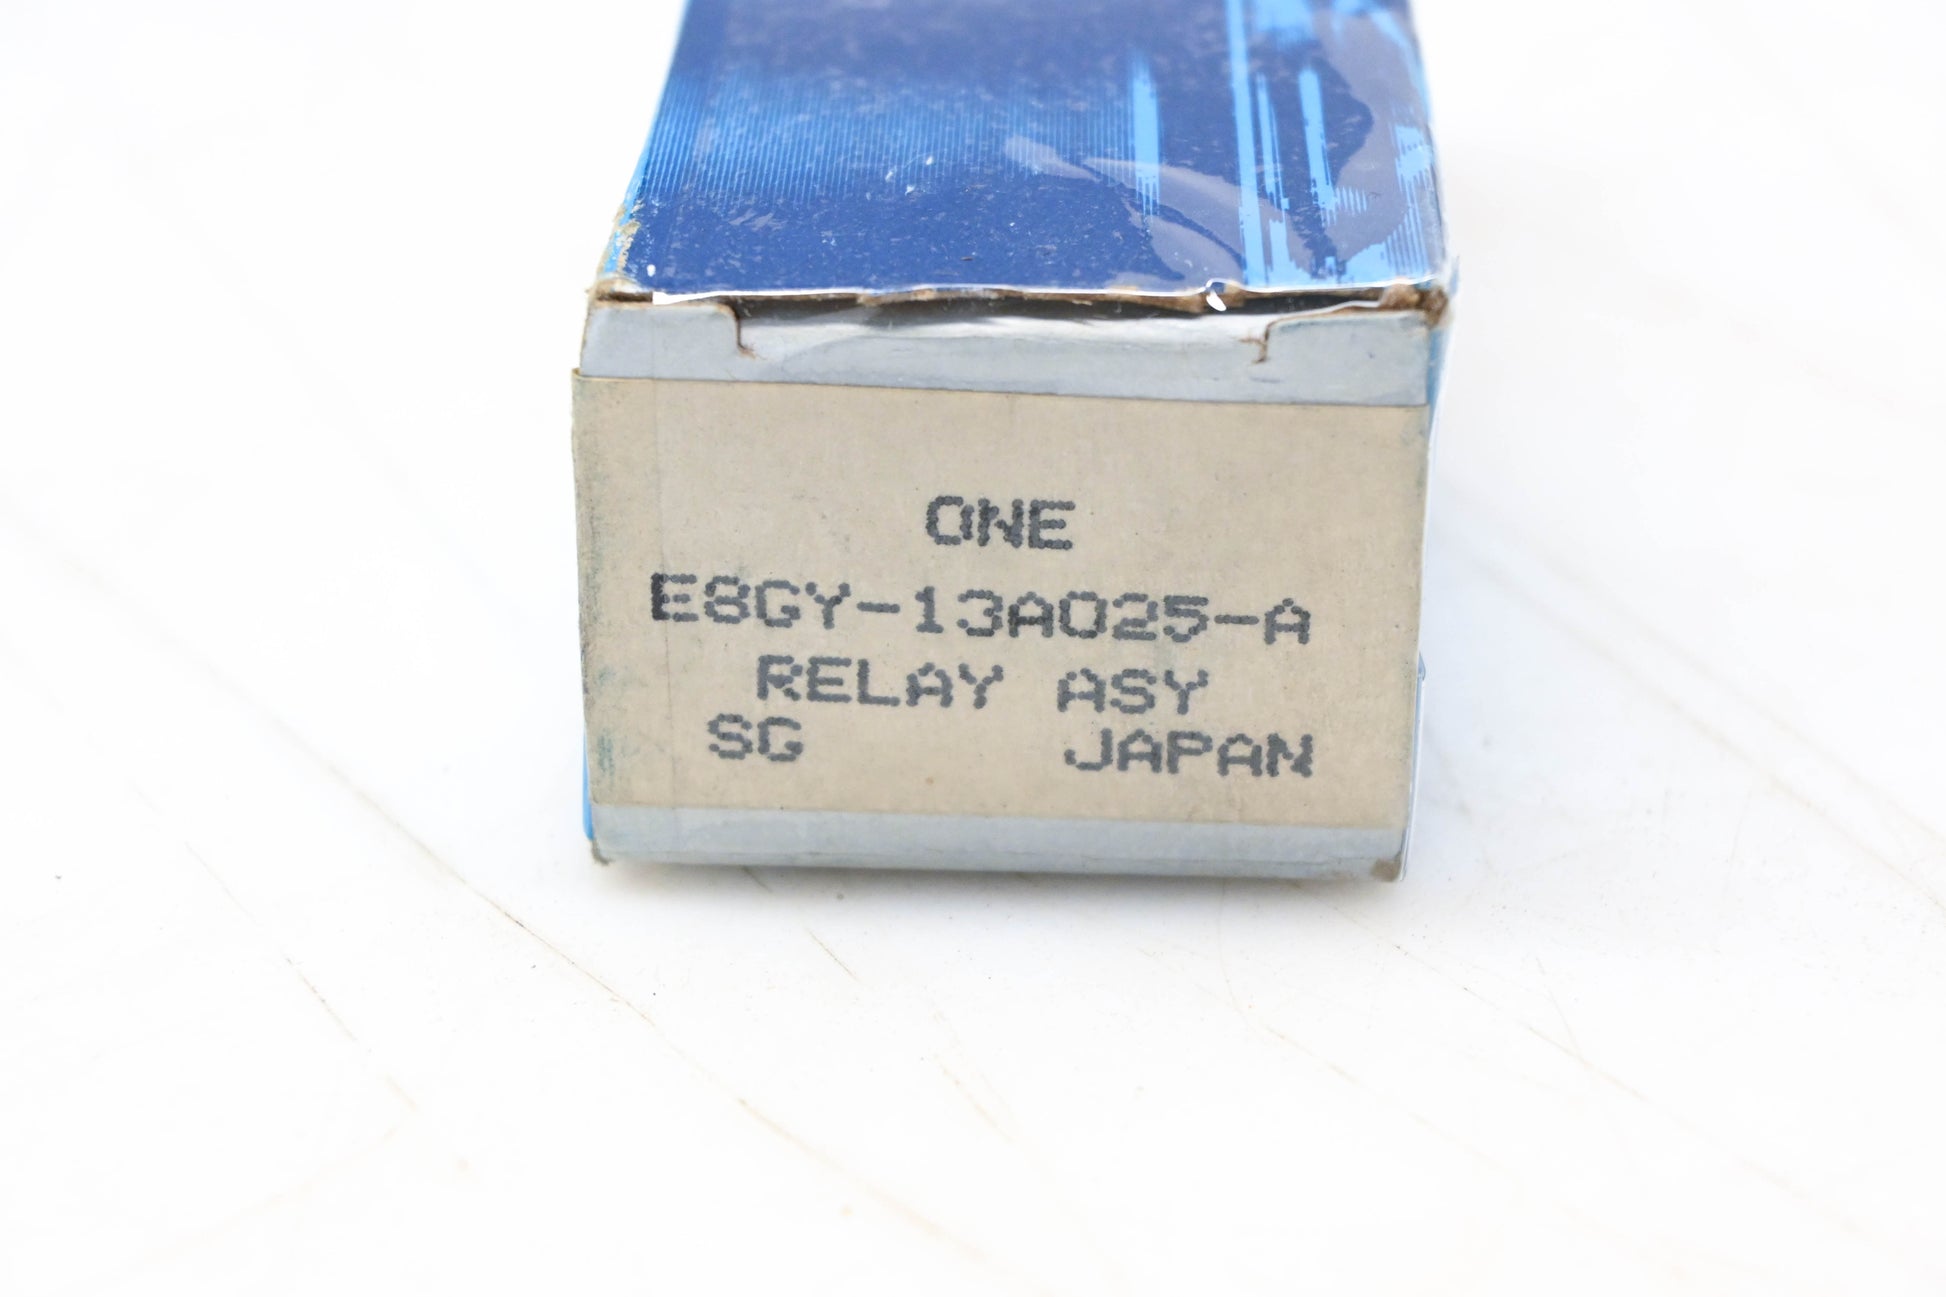 ONE
E8GY-13A025-A
RELAY ASY
SG JAPAN